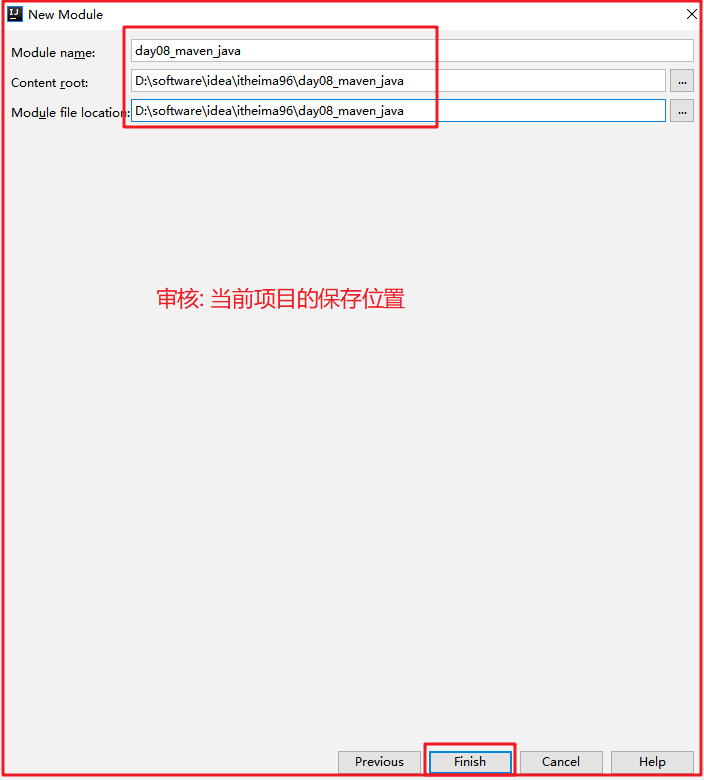 New Module
Module name: day08_maven_java
Content root: D:\software\idea\itheima96\day08_maven_java ...
Module file location: D:\software\idea\itheima96\day08_maven_java ...
审核: 当前项目的保存位置
Previous Finish Cancel Help